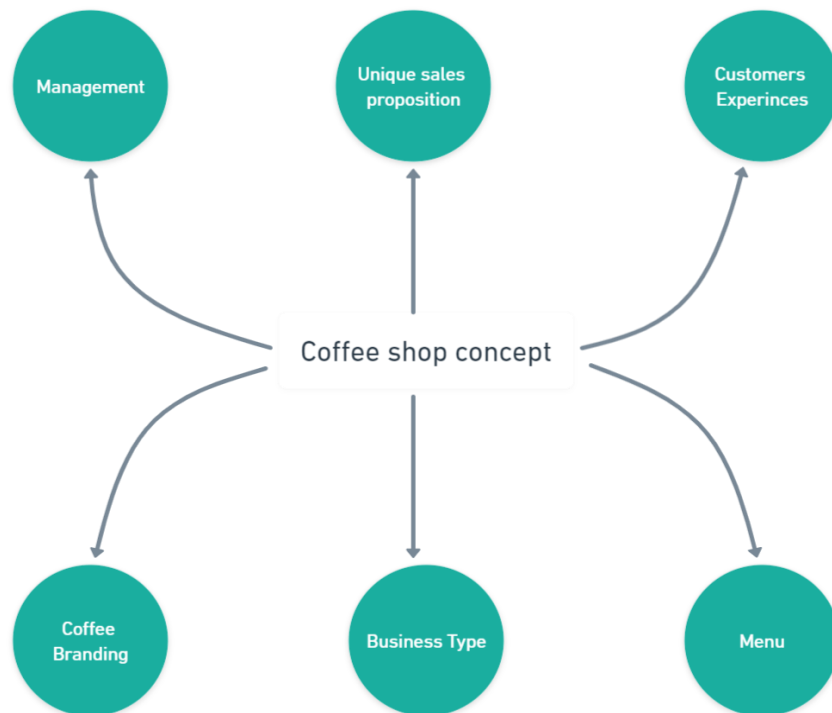 Management
Unique sales
proposition
Customers
Experinces
Coffee shop concept
Coffee
Branding
Business Type
Menu